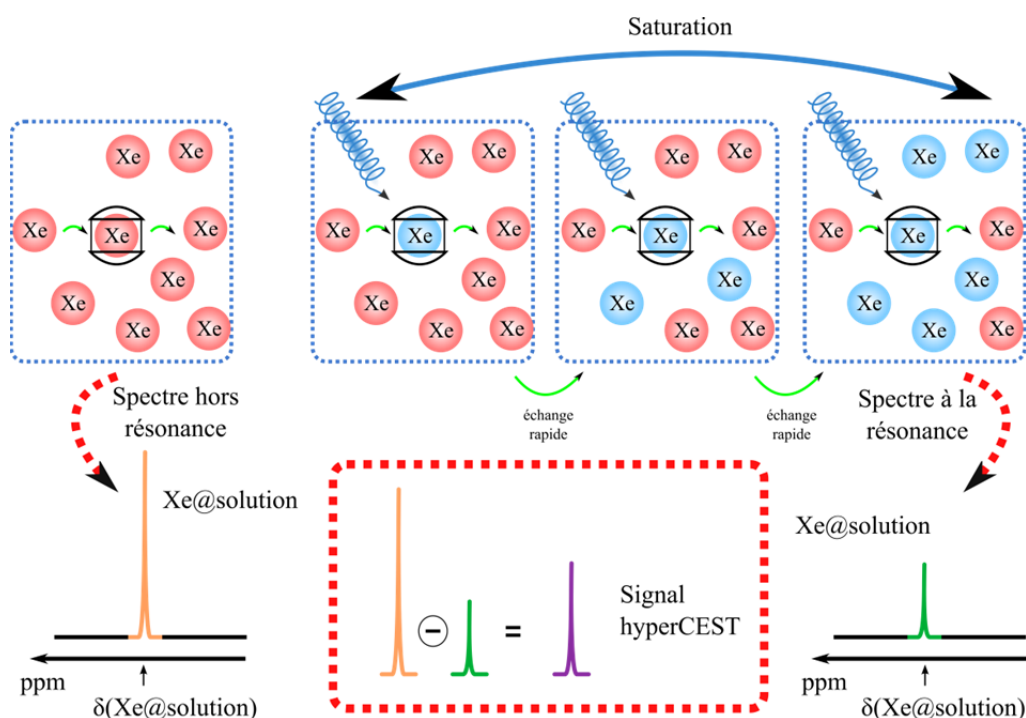 Saturation
Xe Xe
Xe Xe Xe
Xe
Xe
Xe Xe
Xe Xe
Xe Xe Xe
Xe
Xe
Xe Xe
Xe Xe
Xe Xe Xe
Xe
Xe
Xe Xe
Xe Xe
Xe Xe Xe
Xe
Xe
Xe Xe
Spectre hors
résonance
échange
rapide
échange
rapide
Spectre à la
résonance
Xe@solution
Xe@solution
− =
Signal
hyperCEST
ppm
δ(Xe@solution)
ppm
δ(Xe@solution)